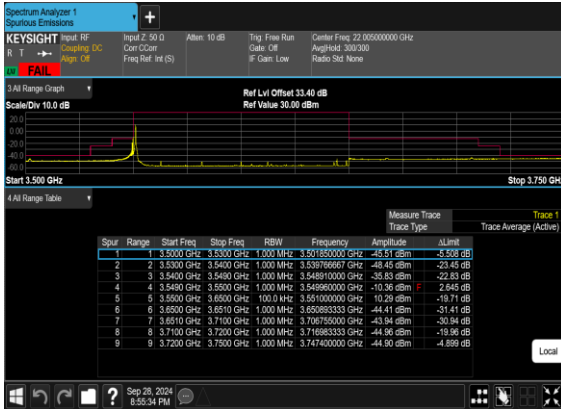 Spectrum Analyzer 1
Spurious Emissions
KEYSIGHT Input: RF Input Z: 50 Ω Atten: 10 dB Trig: Free Run Center Freq: 22.005000000 GHz
R T Coupling: DC Corr CCorr Gate: Off Avg|Hold: 300/300
Align: Off Freq Ref: Int (S) IF Gain: Low Radio Std: None
FAIL
3 All Range Graph
Ref Lvl Offset 33.40 dB
Scale/Div 10.0 dB Ref Value 30.00 dBm
20.0
0.00
-20.0
-40.0
-60.0
Start 3.500 GHz Stop 3.750 GHz
4 All Range Table
Measure Trace Trace 1
Trace Type Trace Average (Active)
Spur Range Start Freq Stop Freq RBW Frequency Amplitude ΔLimit
1 1 3.5000 GHz 3.5300 GHz 1.000 MHz 3.501650000 GHz -45.51 dBm -5.508 dB
2 2 3.5300 GHz 3.5400 GHz 1.000 MHz 3.539766667 GHz -48.45 dBm -23.45 dB
3 3 3.5400 GHz 3.5490 GHz 1.000 MHz 3.548910000 GHz -35.83 dBm -22.83 dB
4 4 3.5490 GHz 3.5500 GHz 1.000 MHz 3.549960000 GHz -10.36 dBm F 2.645 dB
5 5 3.5500 GHz 3.6500 GHz 100.0 kHz 3.551000000 GHz 10.29 dBm -19.71 dB
6 6 3.6500 GHz 3.6510 GHz 1.000 MHz 3.650893333 GHz -44.41 dBm -31.41 dB
7 7 3.6510 GHz 3.7100 GHz 1.000 MHz 3.706755000 GHz -43.94 dBm -30.94 dB
8 8 3.7100 GHz 3.7200 GHz 1.000 MHz 3.716983333 GHz -44.96 dBm -19.96 dB
9 9 3.7200 GHz 3.7500 GHz 1.000 MHz 3.747400000 GHz -44.90 dBm -4.899 dB
Local
Sep 28, 2024
8:55:34 PM